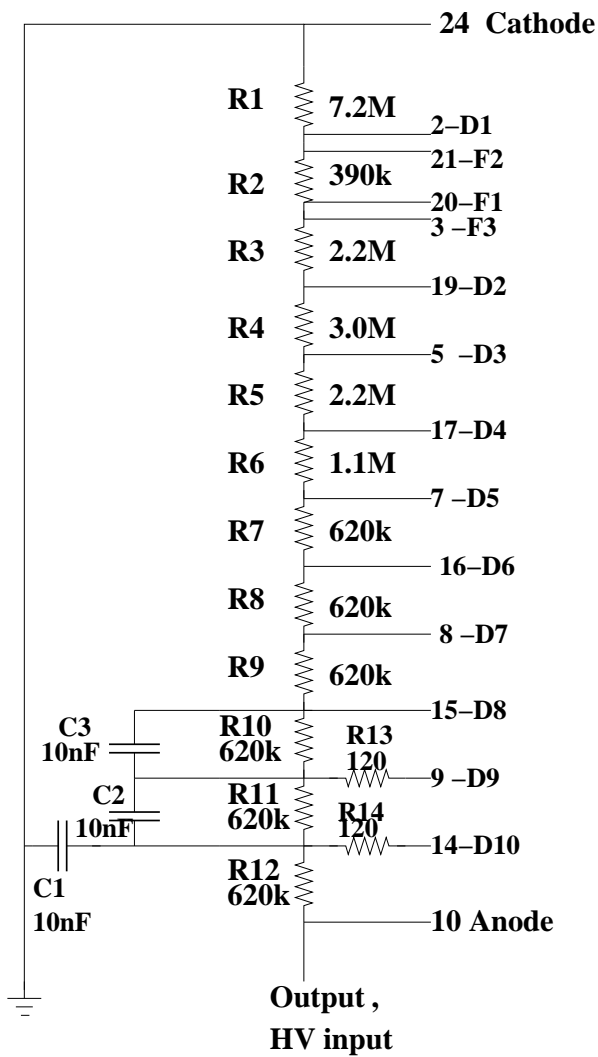 24 Cathode
R1
7.2M
2–D1
21–F2
R2
390k
20–F1
3 –F3
R3
2.2M
19–D2
R4
3.0M
5 –D3
R5
2.2M
17–D4
R6
1.1M
7 –D5
R7
620k
16–D6
R8
620k
8 –D7
R9
620k
15–D8
C3
10nF
R10
620k
R13
120
9 –D9
C2
10nF
R11
620k
R14
120
14–D10
C1
10nF
R12
620k
10 Anode
Output ,
HV input